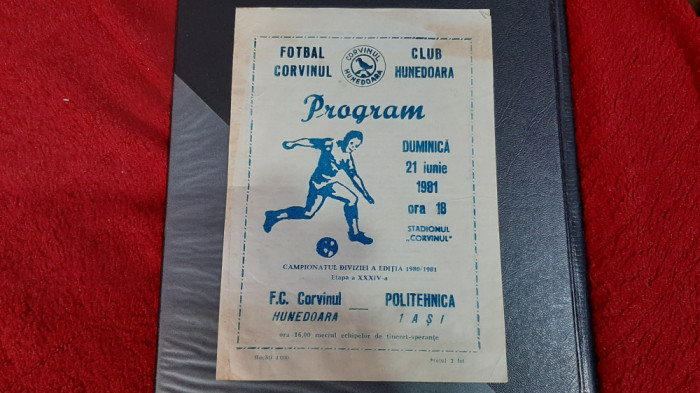 FOTBAL CLUB
CORVINUL HUNEDOARA
CORVINUL
HUNEDOARA
Program
DUMINICĂ
21 iunie
1981
ora 18
STADIONUL
„CORVINUL"
CAMPIONATUL DIVIZIEI A EDIȚIA 1980/1981
Etapa a XXXIV-a
F.C. Corvinul — POLITEHNICA
HUNEDOARA IAȘI
ora 16,00 meciul echipelor de tineret-speranțe
Prețul 2 lei